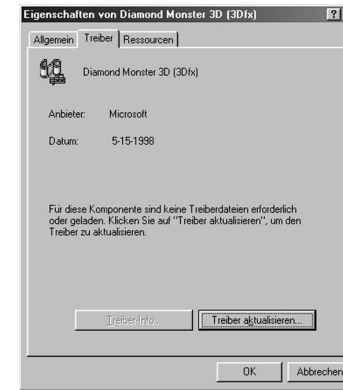 Eigenschaften von Diamond Monster 3D (3Dfx)
Allgemein Treiber Ressourcen
Diamond Monster 3D (3Dfx)
Anbieter: Microsoft
Datum: 5-15-1998
Für diese Komponente sind keine Treiberdateien erforderlich
oder geladen. Klicken Sie auf "Treiber aktualisieren", um den
Treiber zu aktualisieren.
Treiber-Info... Treiber aktualisieren...
OK Abbrechen